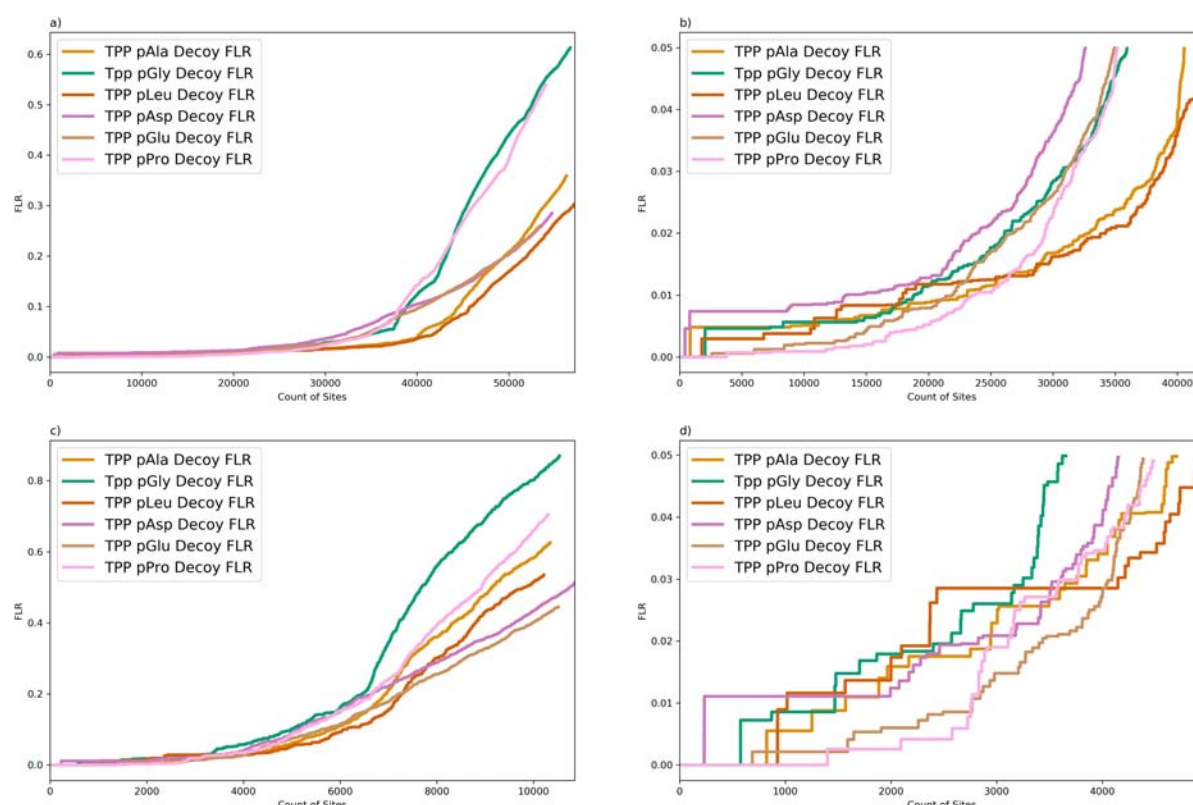 a)
TPP pAla Decoy FLR
Tpp pGly Decoy FLR
TPP pLeu Decoy FLR
TPP pAsp Decoy FLR
TPP pGlu Decoy FLR
TPP pPro Decoy FLR
0.6
0.5
0.4
0.3
0.2
0.1
0.0
FLR
0
10000
20000
30000
40000
50000
Count of Sites
b)
TPP pAla Decoy FLR
Tpp pGly Decoy FLR
TPP pLeu Decoy FLR
TPP pAsp Decoy FLR
TPP pGlu Decoy FLR
TPP pPro Decoy FLR
0.05
0.04
0.03
0.02
0.01
0.00
FLR
0
5000
10000
15000
20000
25000
30000
35000
40000
Count of Sites
c)
TPP pAla Decoy FLR
Tpp pGly Decoy FLR
TPP pLeu Decoy FLR
TPP pAsp Decoy FLR
TPP pGlu Decoy FLR
TPP pPro Decoy FLR
0.8
0.6
0.4
0.2
0.0
FLR
0
2000
4000
6000
8000
10000
Count of Sites
d)
TPP pAla Decoy FLR
Tpp pGly Decoy FLR
TPP pLeu Decoy FLR
TPP pAsp Decoy FLR
TPP pGlu Decoy FLR
TPP pPro Decoy FLR
0.05
0.04
0.03
0.02
0.01
0.00
FLR
0
1000
2000
3000
4000
Count of Sites